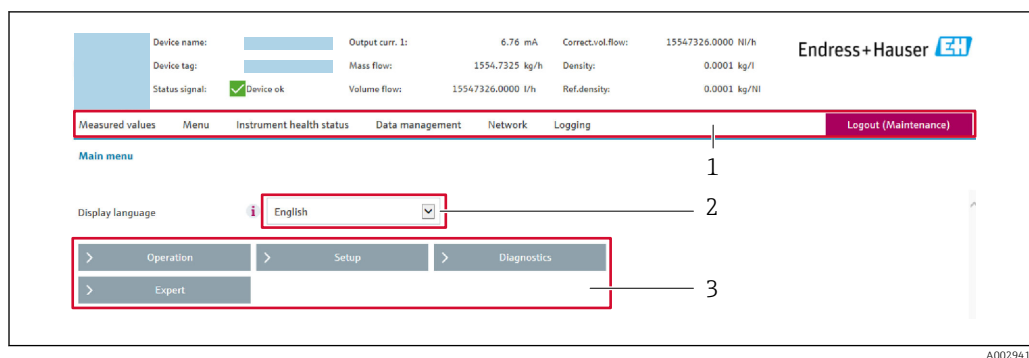 Device name: Output curr. 1: 6.76 mA Correct.vol.flow: 15547326.0000 Nl/h
Endress+Hauser EH
Device tag: Mass flow: 1554.7325 kg/h Density: 0.0001 kg/l
Status signal: Device ok Volume flow: 15547326.0000 l/h Ref.density: 0.0001 kg/Nl
Measured values Menu Instrument health status Data management Network Logging Logout (Maintenance)
1
Main menu
Display language i English 2
> Operation > Setup > Diagnostics
> Expert 3
A002941